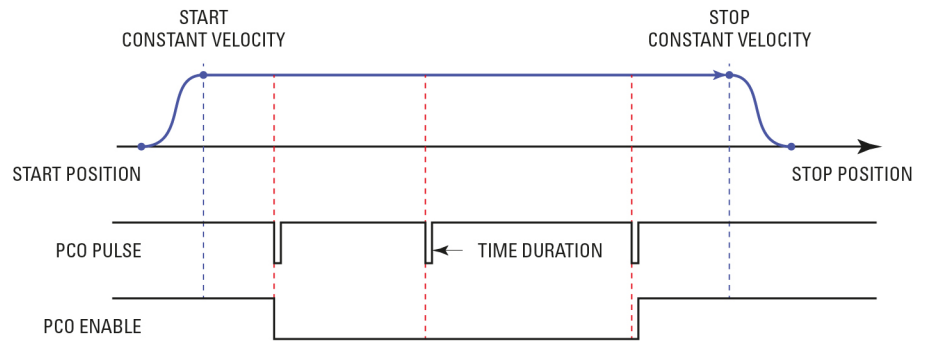 START
CONSTANT VELOCITY
STOP
CONSTANT VELOCITY
START POSITION
STOP POSITION
PCO PULSE
TIME DURATION
PCO ENABLE